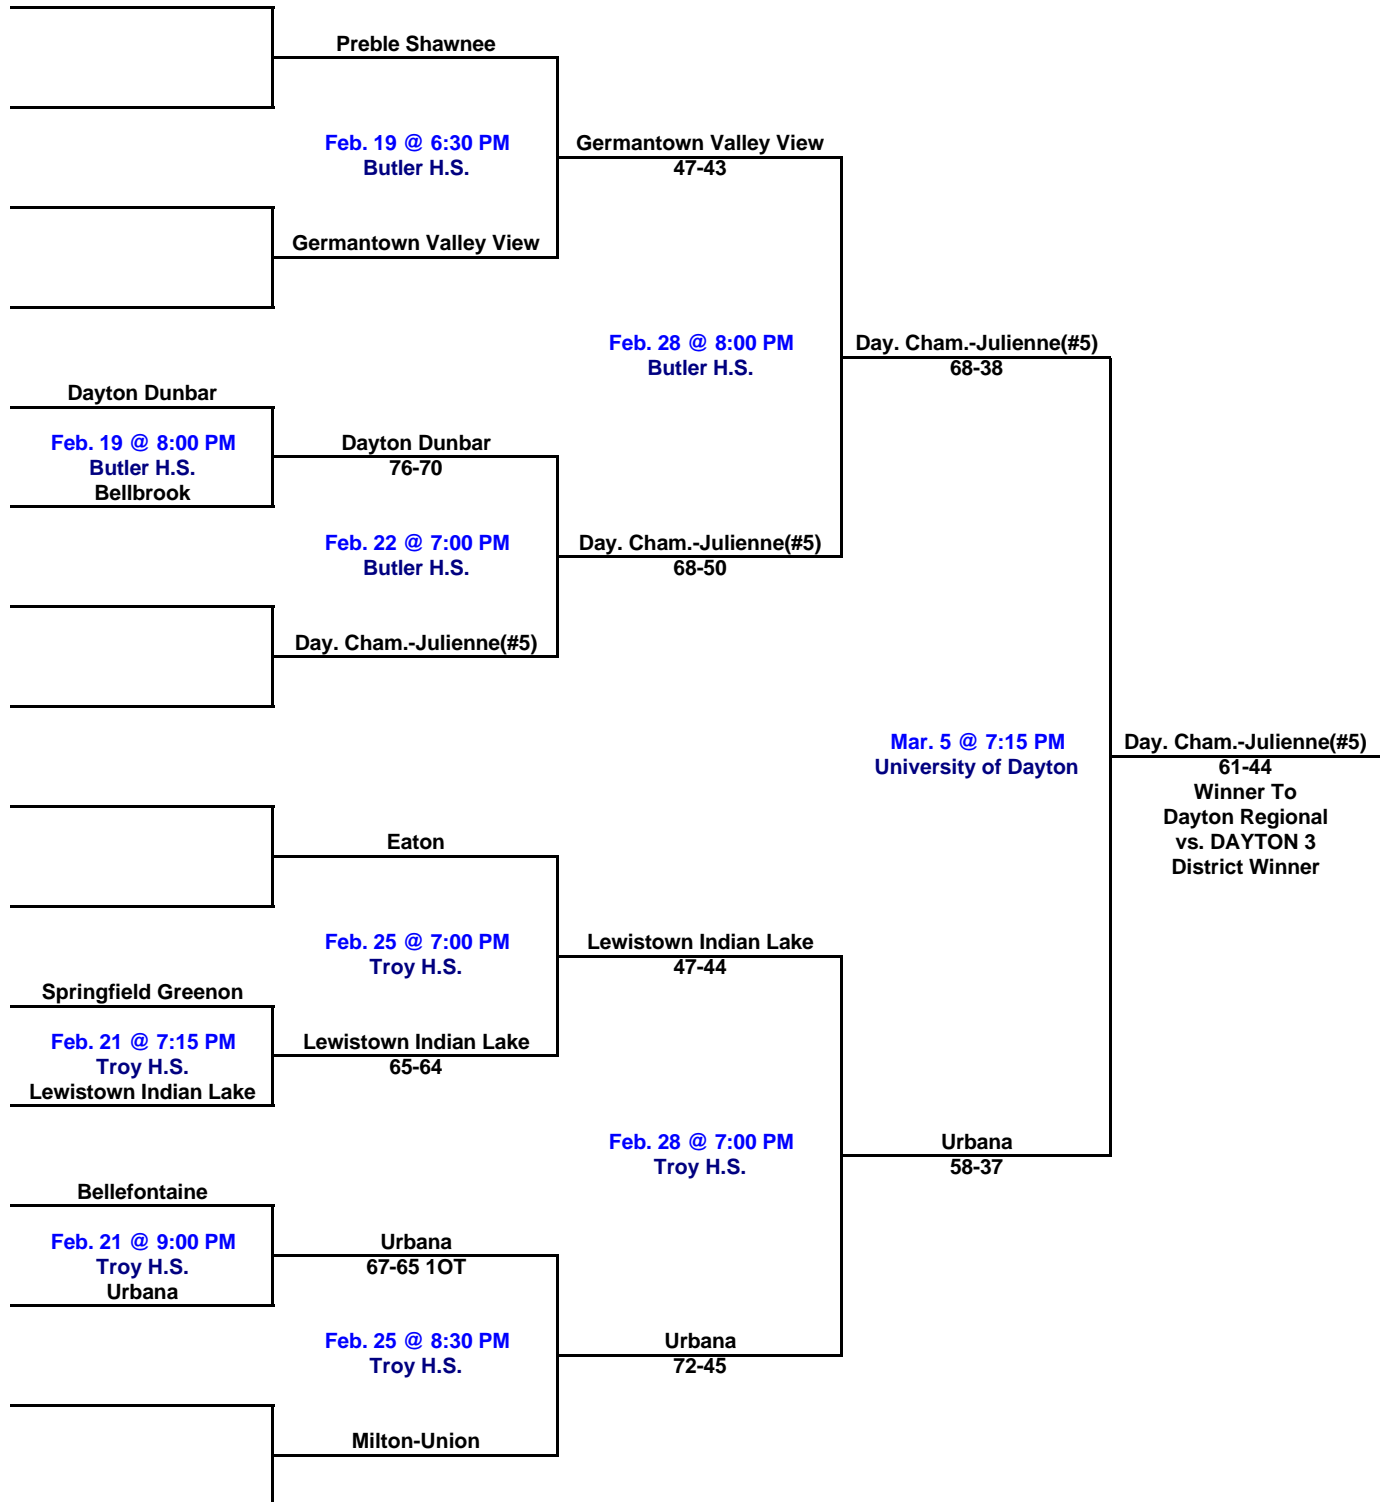 Preble Shawnee
Feb. 19 @ 6:30 PM
Butler H.S.
Germantown Valley View
47-43
Germantown Valley View
Feb. 28 @ 8:00 PM
Butler H.S.
Day. Cham.-Julienne(#5)
68-38
Dayton Dunbar
Feb. 19 @ 8:00 PM
Butler H.S.
Bellbrook
Dayton Dunbar
76-70
Feb. 22 @ 7:00 PM
Butler H.S.
Day. Cham.-Julienne(#5)
68-50
Day. Cham.-Julienne(#5)
Mar. 5 @ 7:15 PM
University of Dayton
Day. Cham.-Julienne(#5)
61-44
Winner To
Dayton Regional
vs. DAYTON 3
District Winner
Eaton
Feb. 25 @ 7:00 PM
Troy H.S.
Lewistown Indian Lake
47-44
Springfield Greenon
Feb. 21 @ 7:15 PM
Troy H.S.
Lewistown Indian Lake
Lewistown Indian Lake
65-64
Feb. 28 @ 7:00 PM
Troy H.S.
Urbana
58-37
Bellefontaine
Feb. 21 @ 9:00 PM
Troy H.S.
Urbana
Urbana
67-65 1OT
Feb. 25 @ 8:30 PM
Troy H.S.
Urbana
72-45
Milton-Union